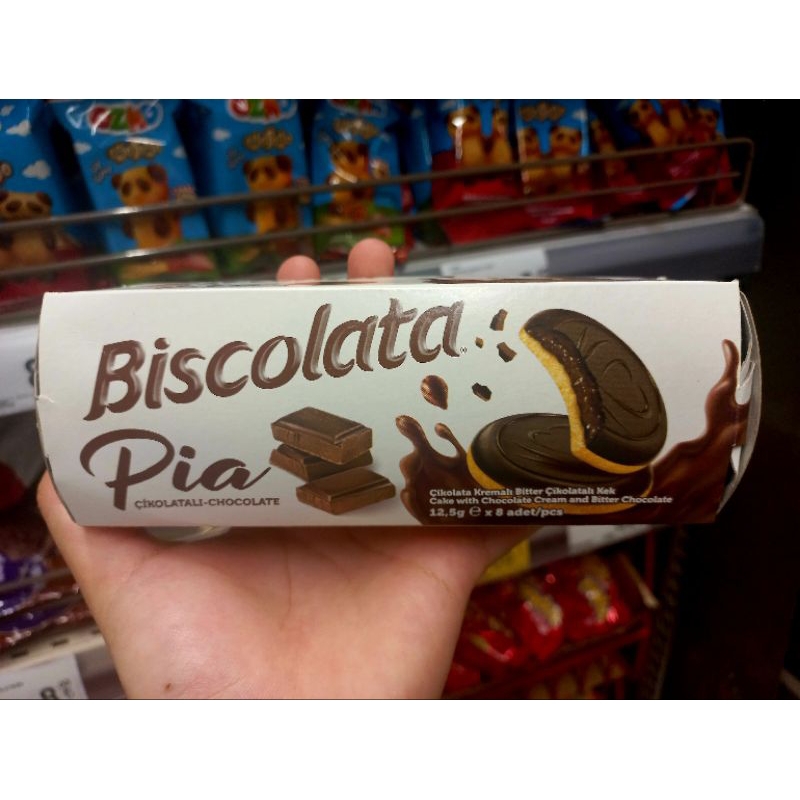 Biscolata
Pia
ÇİKOLATALI-CHOCOLATE
Çikolata Kremalı Bitter Çikolatalı Kek
Cake with Chocolate Cream and Bitter Chocolate
12,5g ℮ x 8 adet/pcs